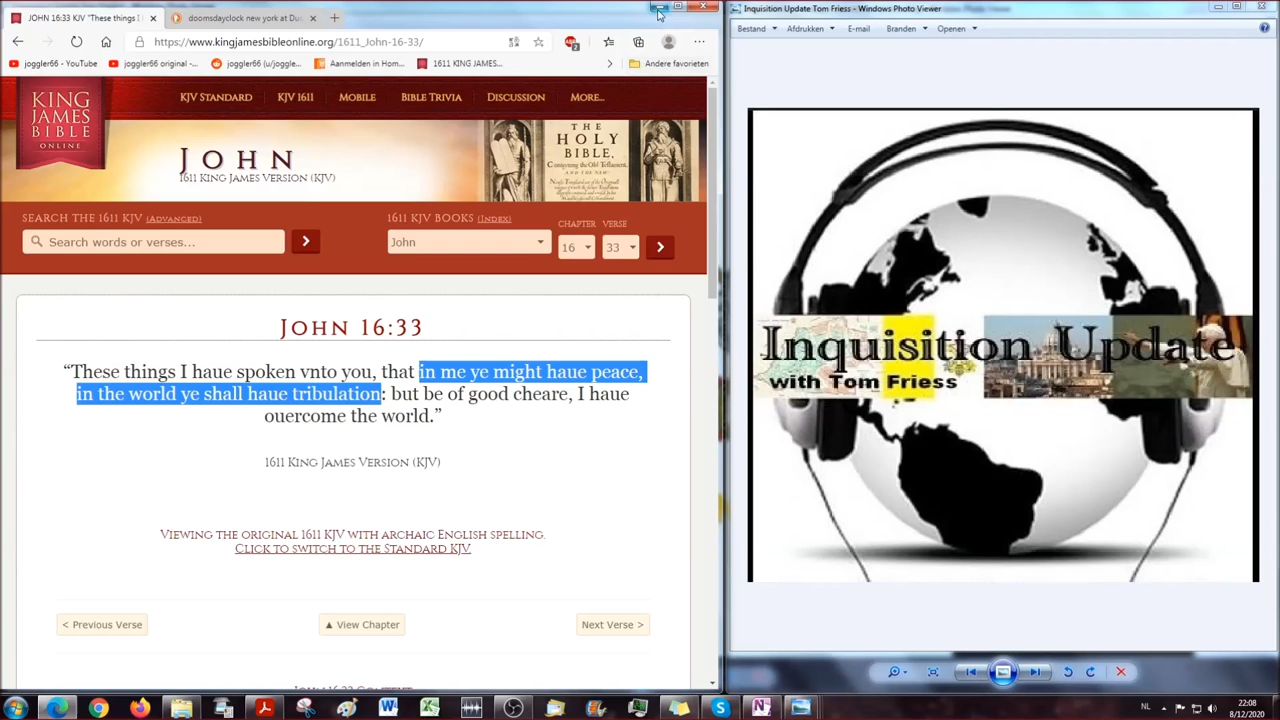 JOHN 16:33 KJV "These things I
doomsdayclock new york at Du
Inquisition Update Tom Friess - Windows Photo Viewer
https://www.kingjamesbibleonline.org/1611_John-16-33/
Bestand Afdrukken E-mail Branden Openen
joggler66 - YouTube
joggler66 original -...
joggler66 (u/joggle...
Aanmelden in Hom...
1611 KING JAMES...
Andere favorieten
KING
JAMES
BIBLE
ONLINE
KJV STANDARD KJV 1611 MOBILE BIBLE TRIVIA DISCUSSION MORE...
JOHN
1611 KING JAMES VERSION (KJV)
THE
HOLY
BIBLE,
SEARCH THE 1611 KJV (ADVANCED)
1611 KJV BOOKS (INDEX)
CHAPTER VERSE
Search words or verses...
John 16 33
JOHN 16:33
“These things I haue spoken vnto you, that in me ye might haue peace,
in the world ye shall haue tribulation: but be of good cheare, I haue
ouercome the world.”
1611 KING JAMES VERSION (KJV)
VIEWING THE ORIGINAL 1611 KJV WITH ARCHAIC ENGLISH SPELLING.
CLICK TO SWITCH TO THE STANDARD KJV
< Previous Verse
▲ View Chapter
Next Verse >
Inquisition Update
with Tom Friess
NL
22:08
8/12/2020